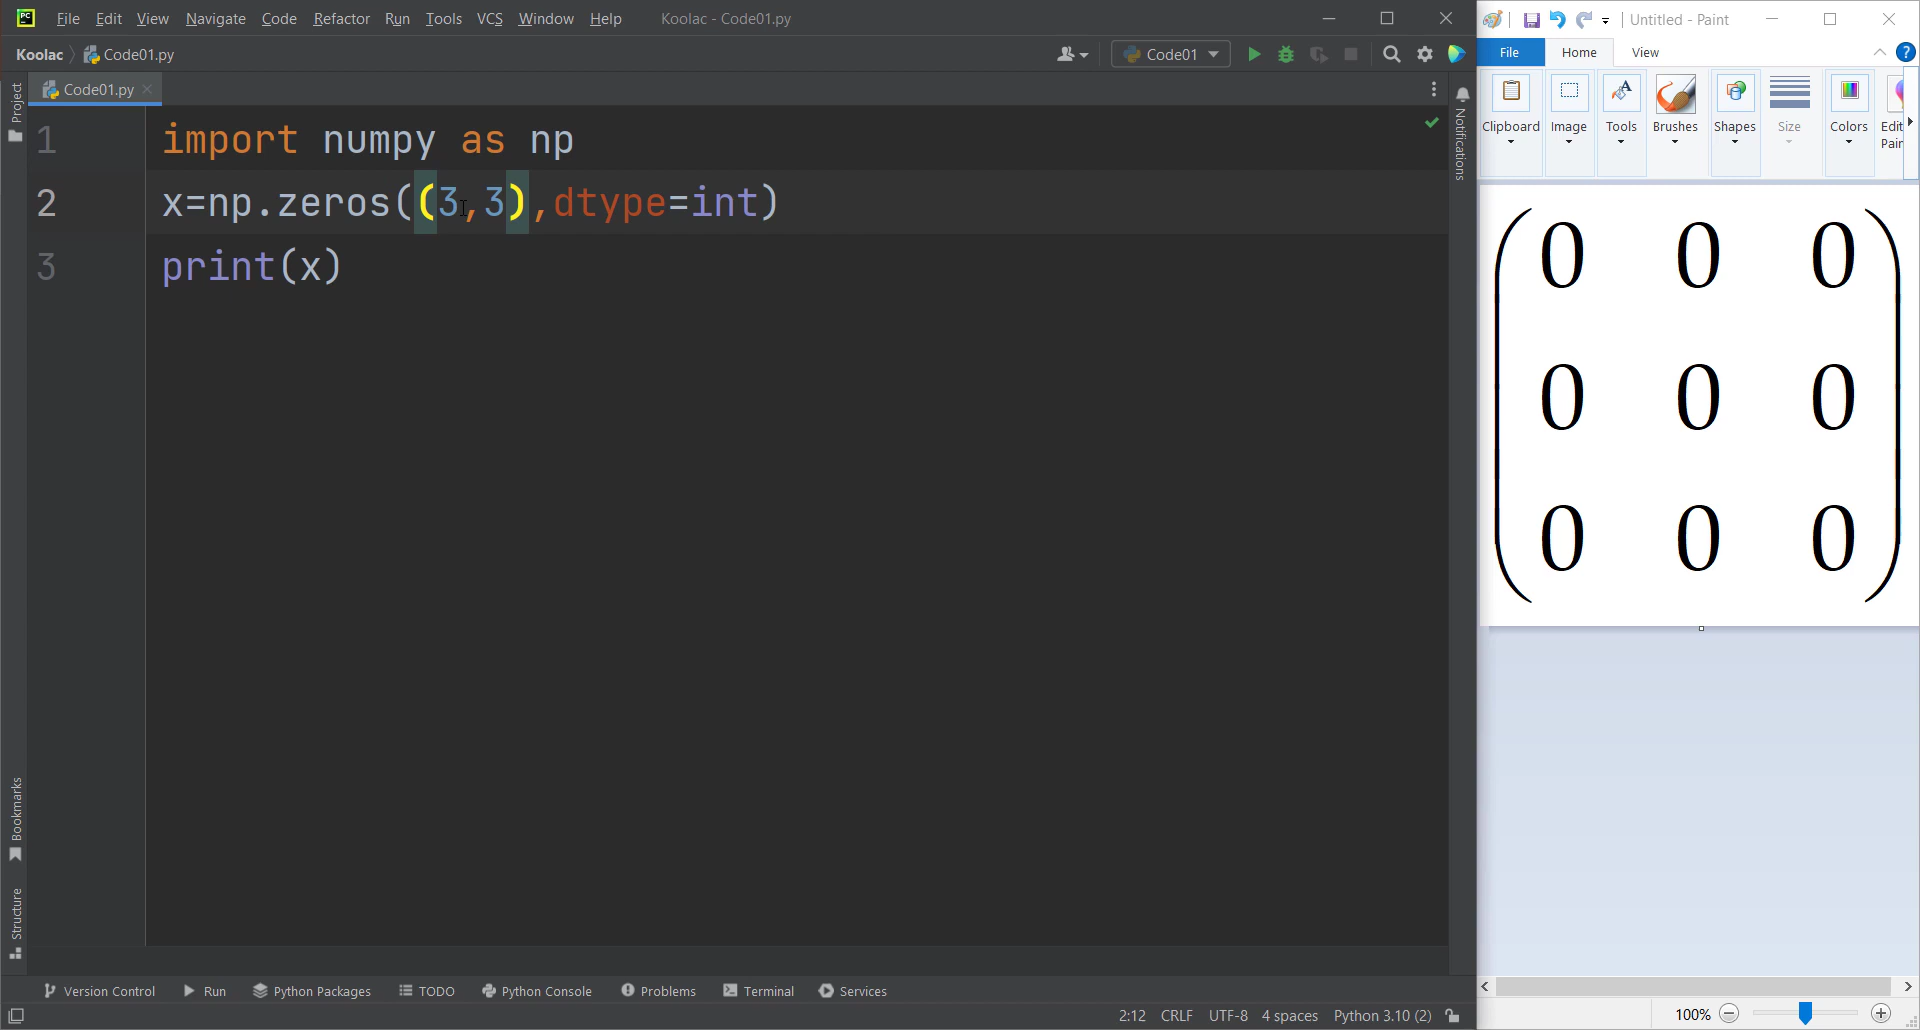 PC File Edit View Navigate Code Refactor Run Tools VCS Window Help Koolac - Code01.py
Koolac Code01.py Code01
Code01.py
Project
1 import numpy as np
2 x=np.zeros((3,3),dtype=int)
3 print(x)
Notifications
Bookmarks
Structure
Version Control Run Python Packages TODO Python Console Problems Terminal Services
2:12 CRLF UTF-8 4 spaces Python 3.10 (2)
Untitled - Paint
File Home View ?
Clipboard Image Tools Brushes Shapes Size Colors Edit
Pain
0 0 0
0 0 0
0 0 0
100%